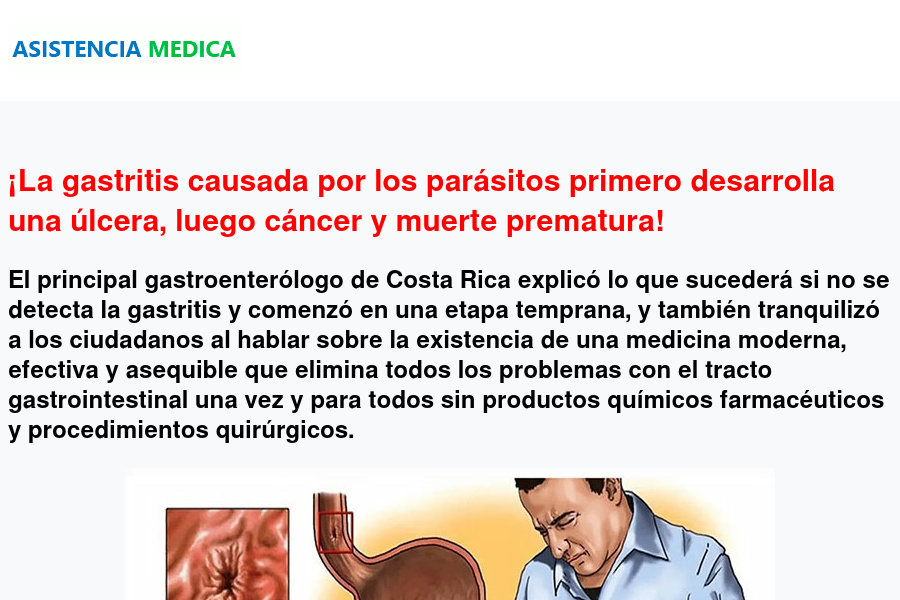 ASISTENCIA MEDICA
¡La gastritis causada por los parásitos primero desarrolla
una úlcera, luego cáncer y muerte prematura!
El principal gastroenterólogo de Costa Rica explicó lo que sucederá si no se
detecta la gastritis y comenzó en una etapa temprana, y también tranquilizó
a los ciudadanos al hablar sobre la existencia de una medicina moderna,
efectiva y asequible que elimina todos los problemas con el tracto
gastrointestinal una vez y para todos sin productos químicos farmacéuticos
y procedimientos quirúrgicos.